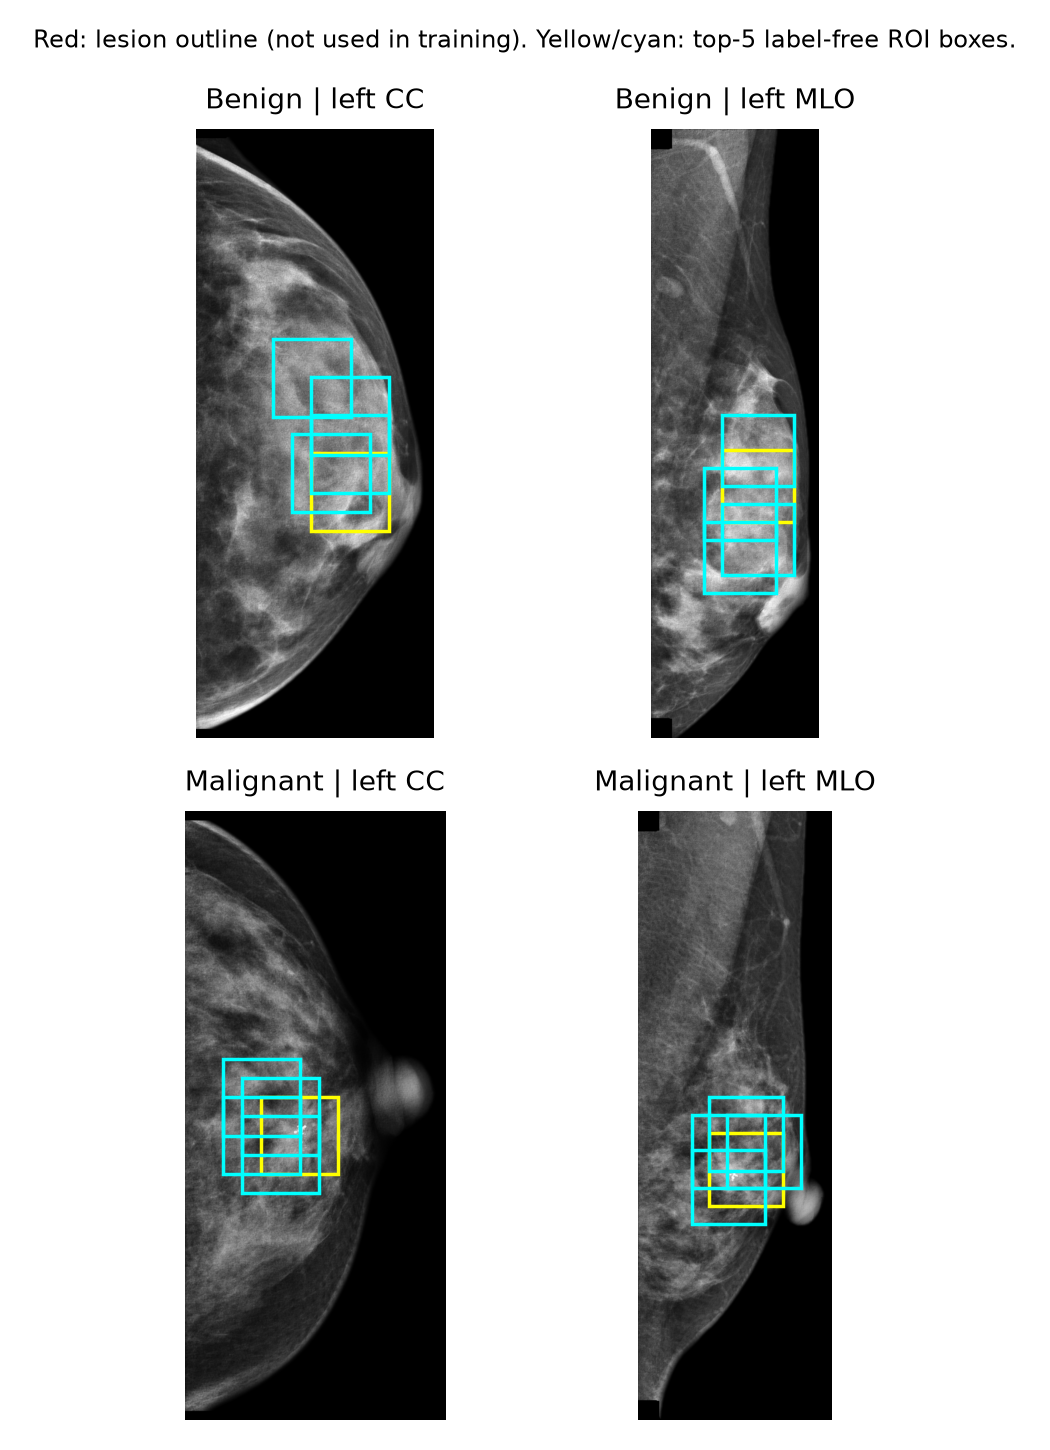 Red: lesion outline (not used in training). Yellow/cyan: top-5 label-free ROI boxes.
Benign | left CC
Benign | left MLO
Malignant | left CC
Malignant | left MLO